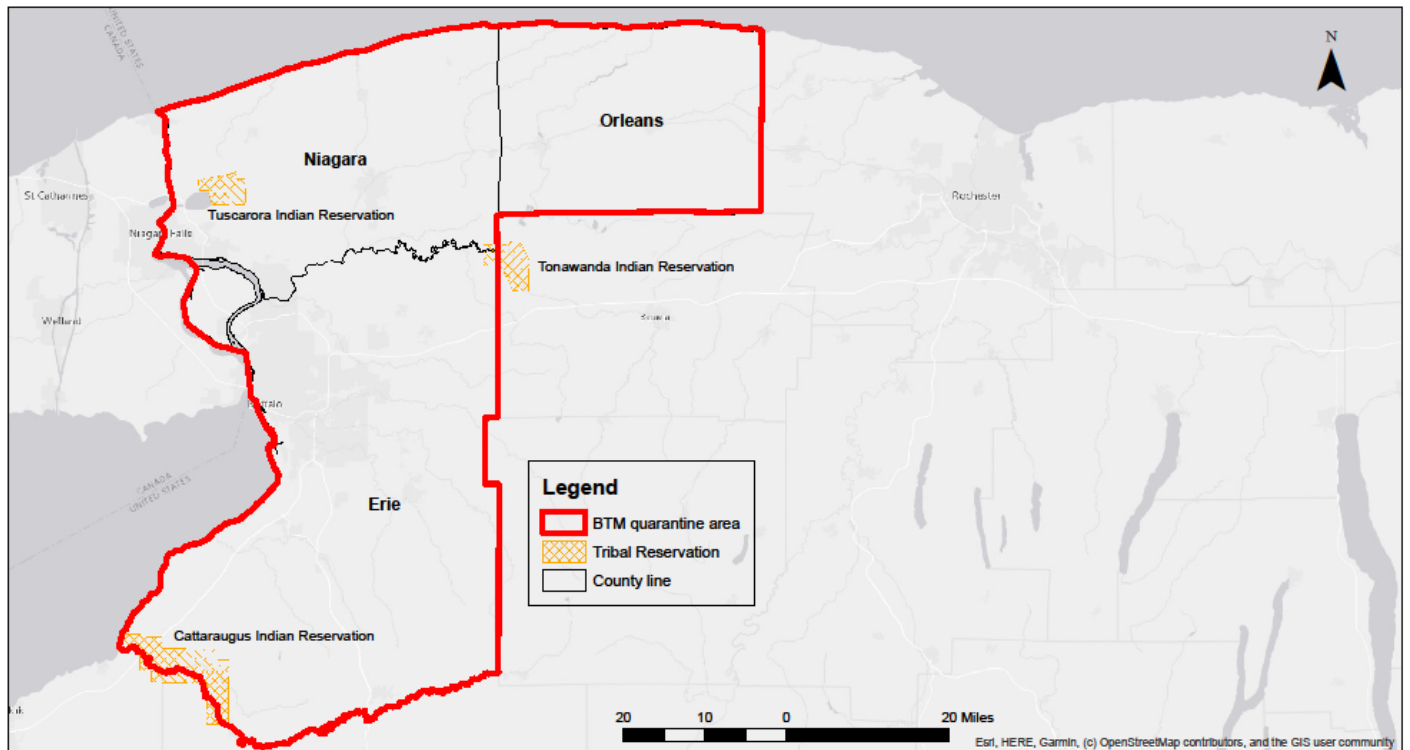 UNITED STATES
CANADA
N
Orleans
Niagara
St Catharines
Rochester
Tuscarora Indian Reservation
Niagara Falls
Tonawanda Indian Reservation
Welland
Buffalo
CANADA
UNITED STATES
Legend
Erie
BTM quarantine area
Tribal Reservation
County line
Cattaraugus Indian Reservation
20 10 0 20 Miles
Esri, HERE, Garmin, (c) OpenStreetMap contributors, and the GIS user community